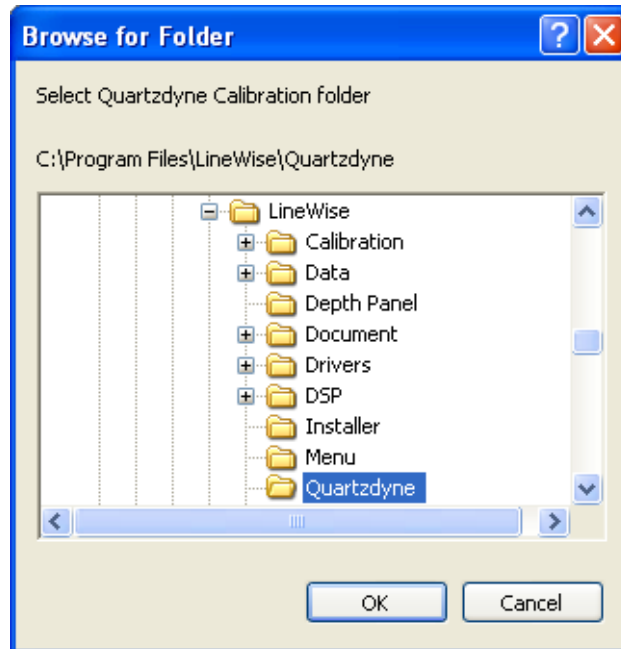 Browse for Folder
Select Quartzdyne Calibration folder
C:\Program Files\LineWise\Quartzdyne
LineWise
Calibration
Data
Depth Panel
Document
Drivers
DSP
Installer
Menu
Quartzdyne
OK Cancel